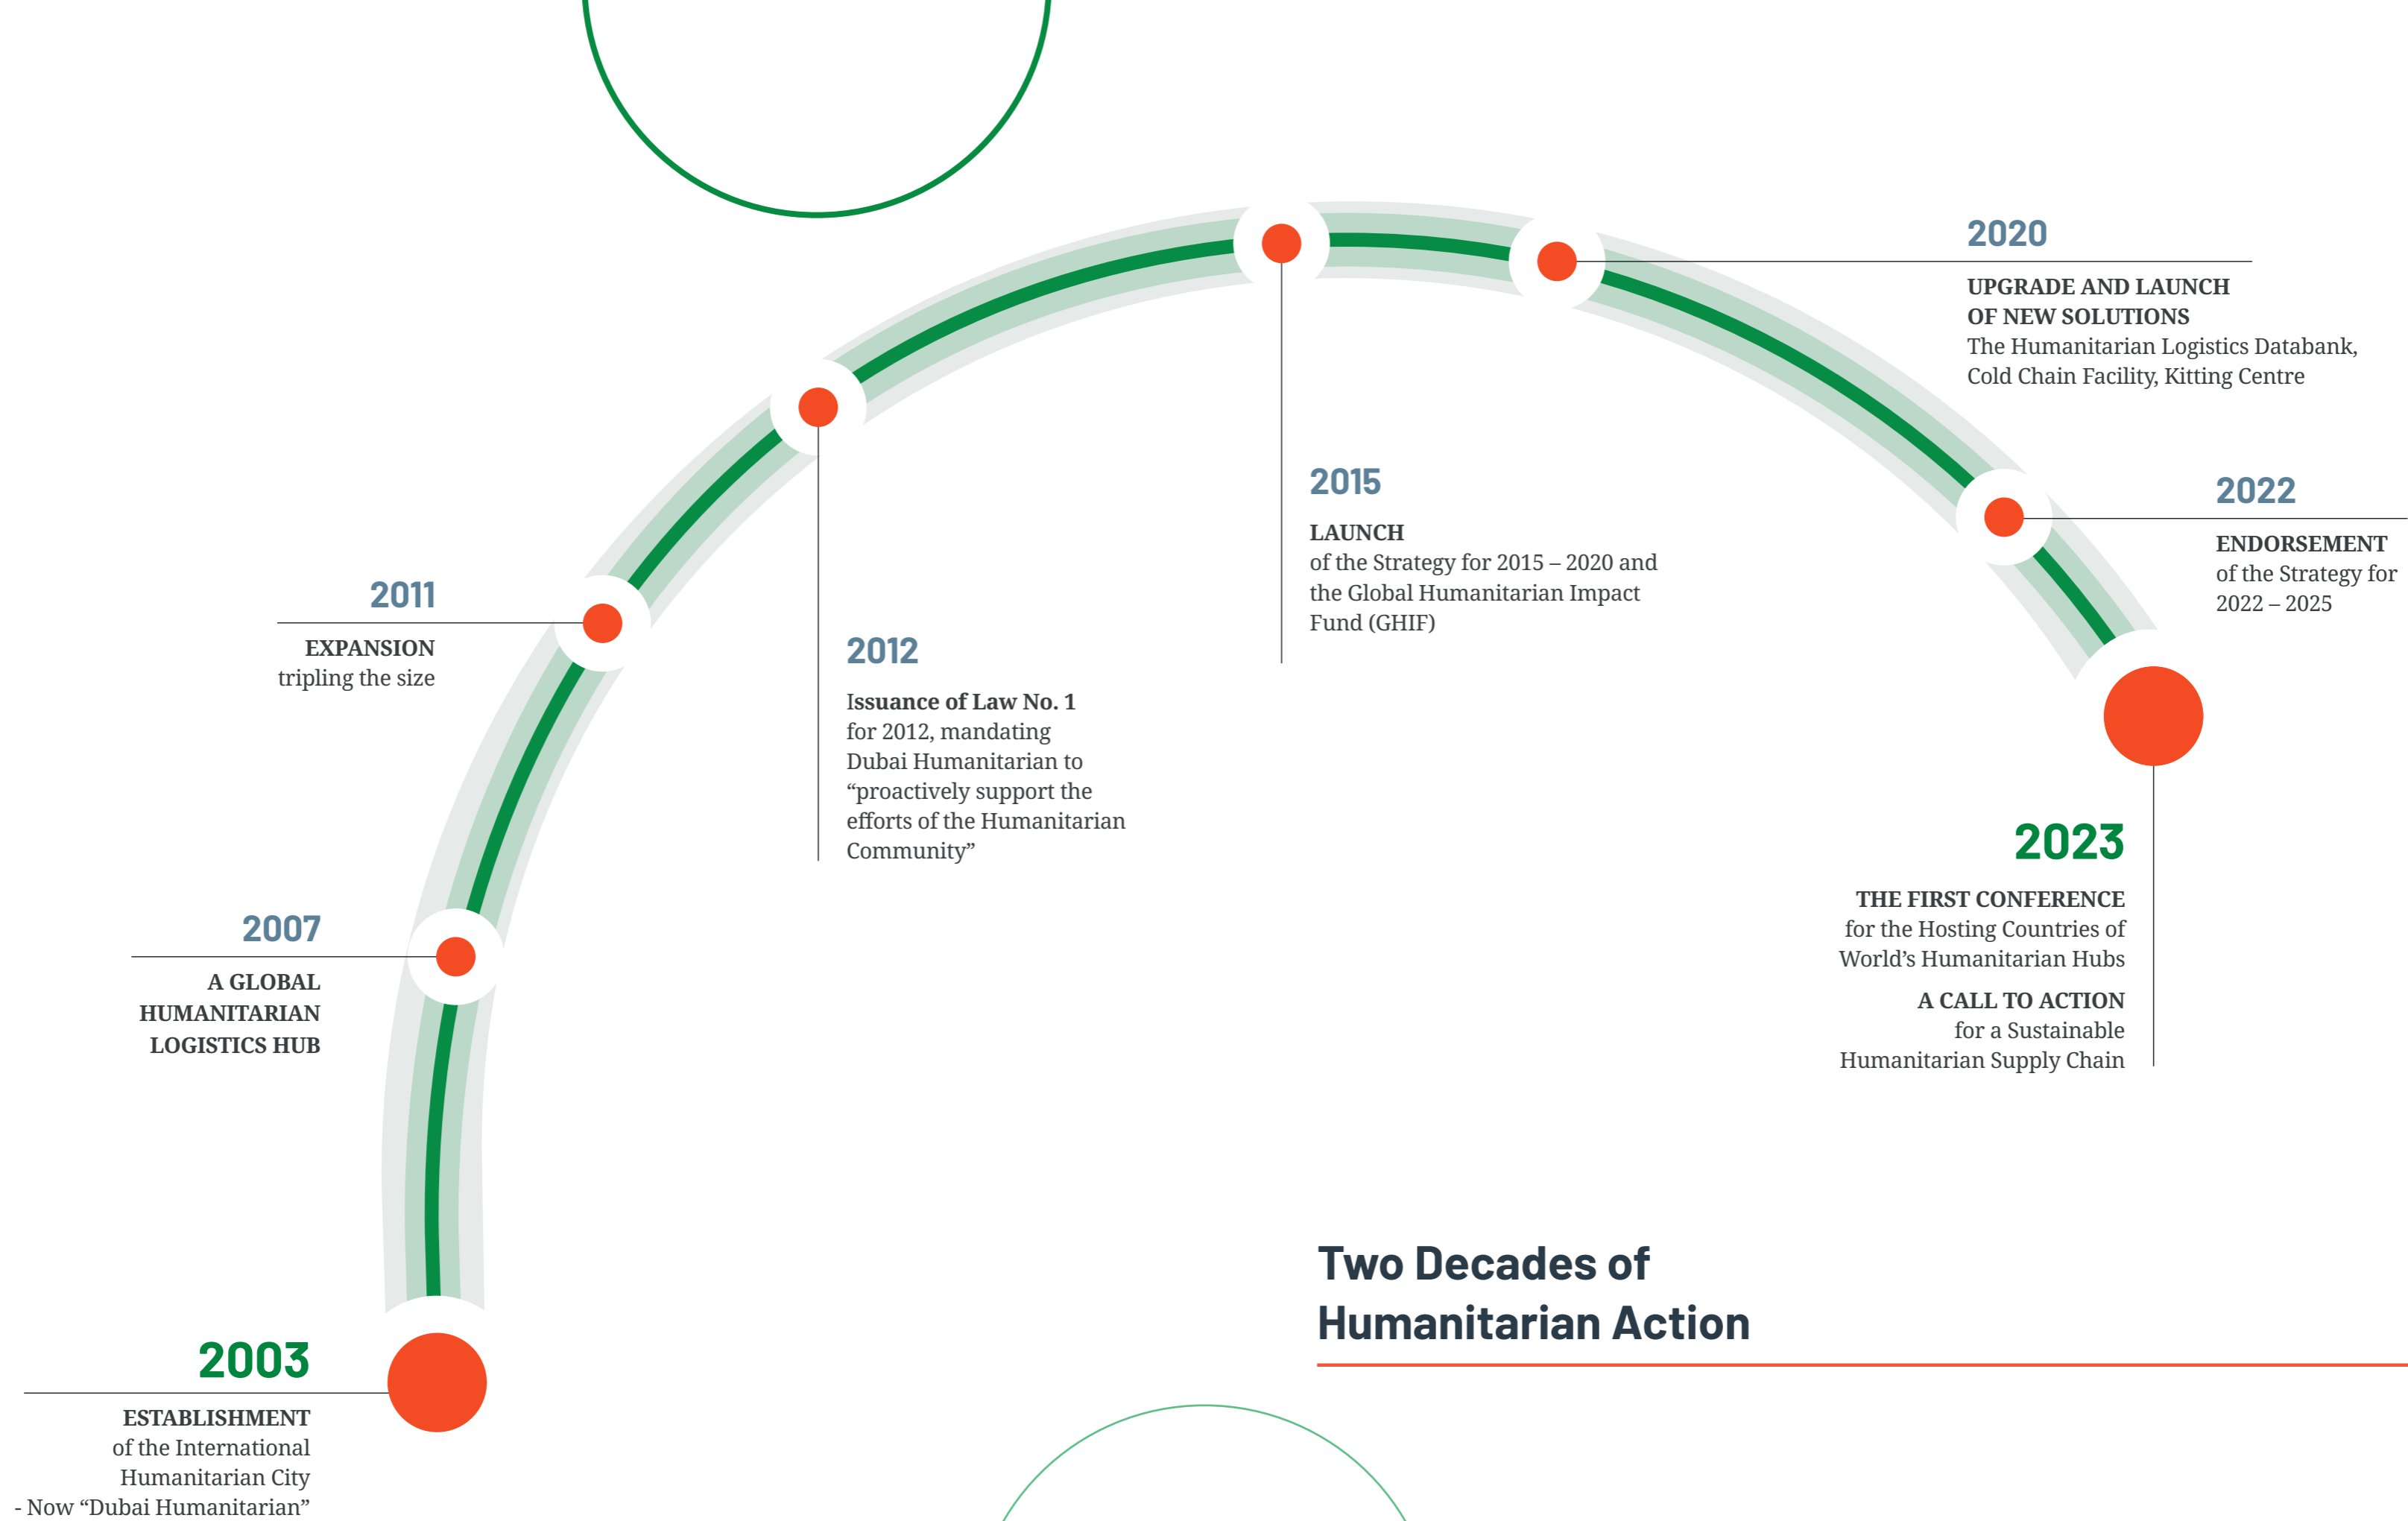 2003
ESTABLISHMENT
of the International
Humanitarian City
- Now “Dubai Humanitarian”
2007
A GLOBAL
HUMANITARIAN
LOGISTICS HUB
2011
EXPANSION
tripling the size
2012
Issuance of Law No. 1
for 2012, mandating
Dubai Humanitarian to
“proactively support the
efforts of the Humanitarian
Community”
2015
LAUNCH
of the Strategy for 2015 – 2020 and
the Global Humanitarian Impact
Fund (GHIF)
2020
UPGRADE AND LAUNCH
OF NEW SOLUTIONS
The Humanitarian Logistics Databank,
Cold Chain Facility, Kitting Centre
2022
ENDORSEMENT
of the Strategy for
2022 – 2025
2023
THE FIRST CONFERENCE
for the Hosting Countries of
World’s Humanitarian Hubs
A CALL TO ACTION
for a Sustainable
Humanitarian Supply Chain
Two Decades of
Humanitarian Action